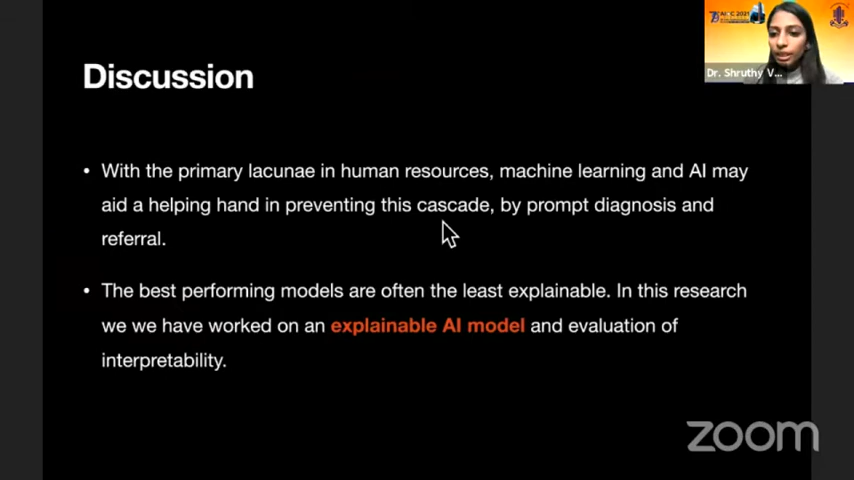 AIOC 2021
Dr. Shruthy V...
Discussion
• With the primary lacunae in human resources, machine learning and AI may
aid a helping hand in preventing this cascade, by prompt diagnosis and
referral.
• The best performing models are often the least explainable. In this research
we we have worked on an explainable AI model and evaluation of
interpretability.
zoom